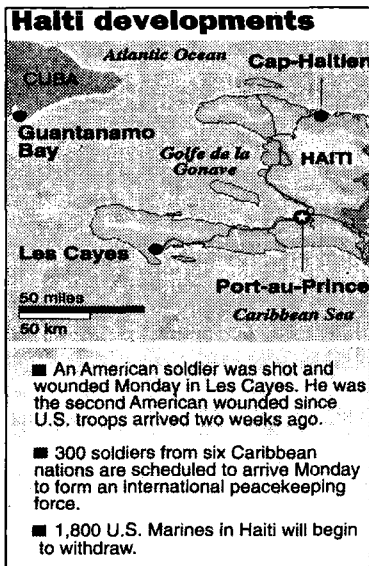 Haiti developments
Atlantic Ocean
Cap-Haitien
CUBA
Guantanamo
Bay
Golfe de la
Gonave
HAITI
Les Cayes
Port-au-Prince
50 miles
50 km
Caribbean Sea
■ An American soldier was shot and
wounded Monday in Les Cayes. He was
the second American wounded since
U.S. troops arrived two weeks ago.
■ 300 soldiers from six Caribbean
nations are scheduled to arrive Monday
to form an international peacekeeping
force.
■ 1,800 U.S. Marines in Haiti will begin
to withdraw.